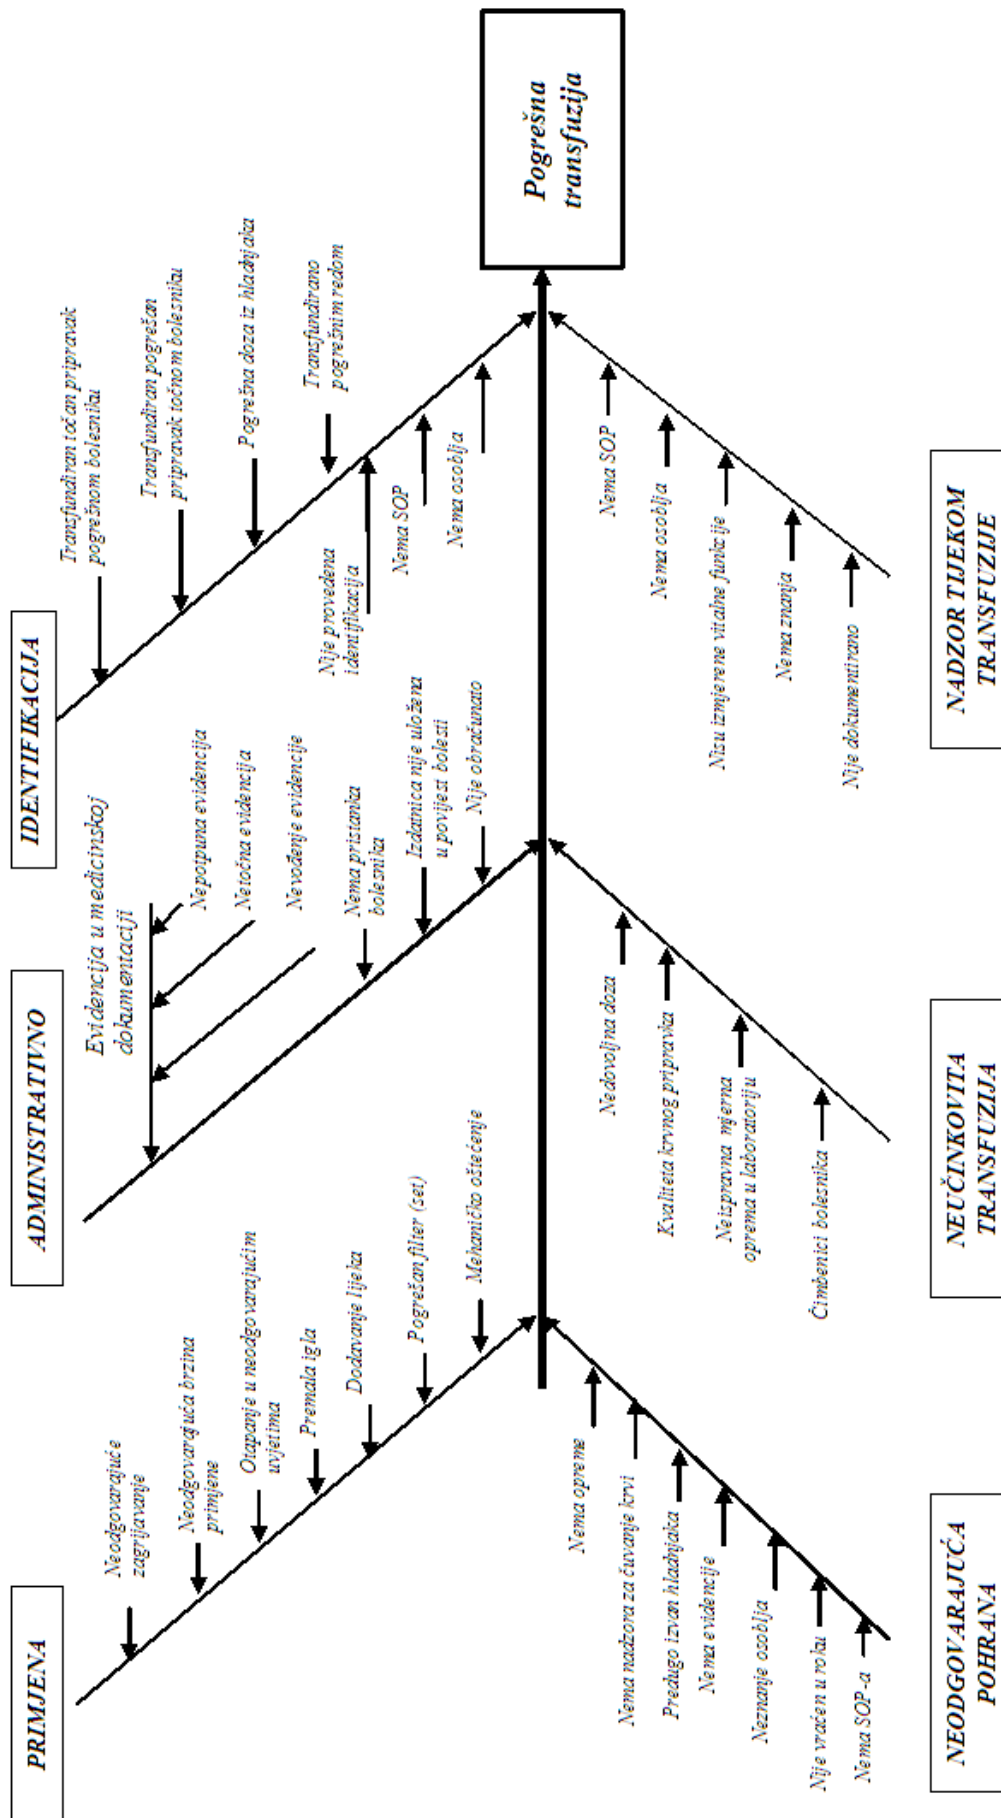 PRIMJENA
Neodgovarajuće
zagrijavanje
Neodgovarajuća brzina
primjene
Otapanje u neodgovarajućim
uvjetima
Premala igla
Dodavanje lijeka
Pogrešan filter (set)
Mehaničko oštećenje
ADMINISTRATIVNO
Evidencija u medicinskoj
dokumentaciji
Nepotpuna evidencija
Netočna evidencija
Nevođenje evidencije
Nema pristanka
bolesnika
Izdatnica nije uložena
u povijest bolesti
Nije obračunato
IDENTIFIKACIJA
Transfundiran točan pripravak
pogrešnom bolesniku
Transfundiran pogrešan
pripravak točnom bolesniku
Pogrešna doza iz hladnjaka
Transfundirano
pogrešnim redom
Nije provedena
identifikacija
Nema SOP
Nema osoblja
Pogrešna
transfuzija
Nema opreme
Nema nadzora za čuvanje krvi
Predugo izvan hladnjaka
Nema evidencije
Neznanje osoblja
Nije vraćen u roku
Nema SOP-a
NEODGOVARAJUĆA
POHRANA
Nedovoljna doza
Kvaliteta krvnog pripravka
Neispravna mjerna
oprema u laboratoriju
Čimbenici bolesnika
NEUČINKOVITA
TRANSFUZIJA
Nema SOP
Nema osoblja
Nisu izmjerene vitalne funkcije
Nema znanja
Nije dokumentirano
NADZOR TIJEKOM
TRANSFUZIJE